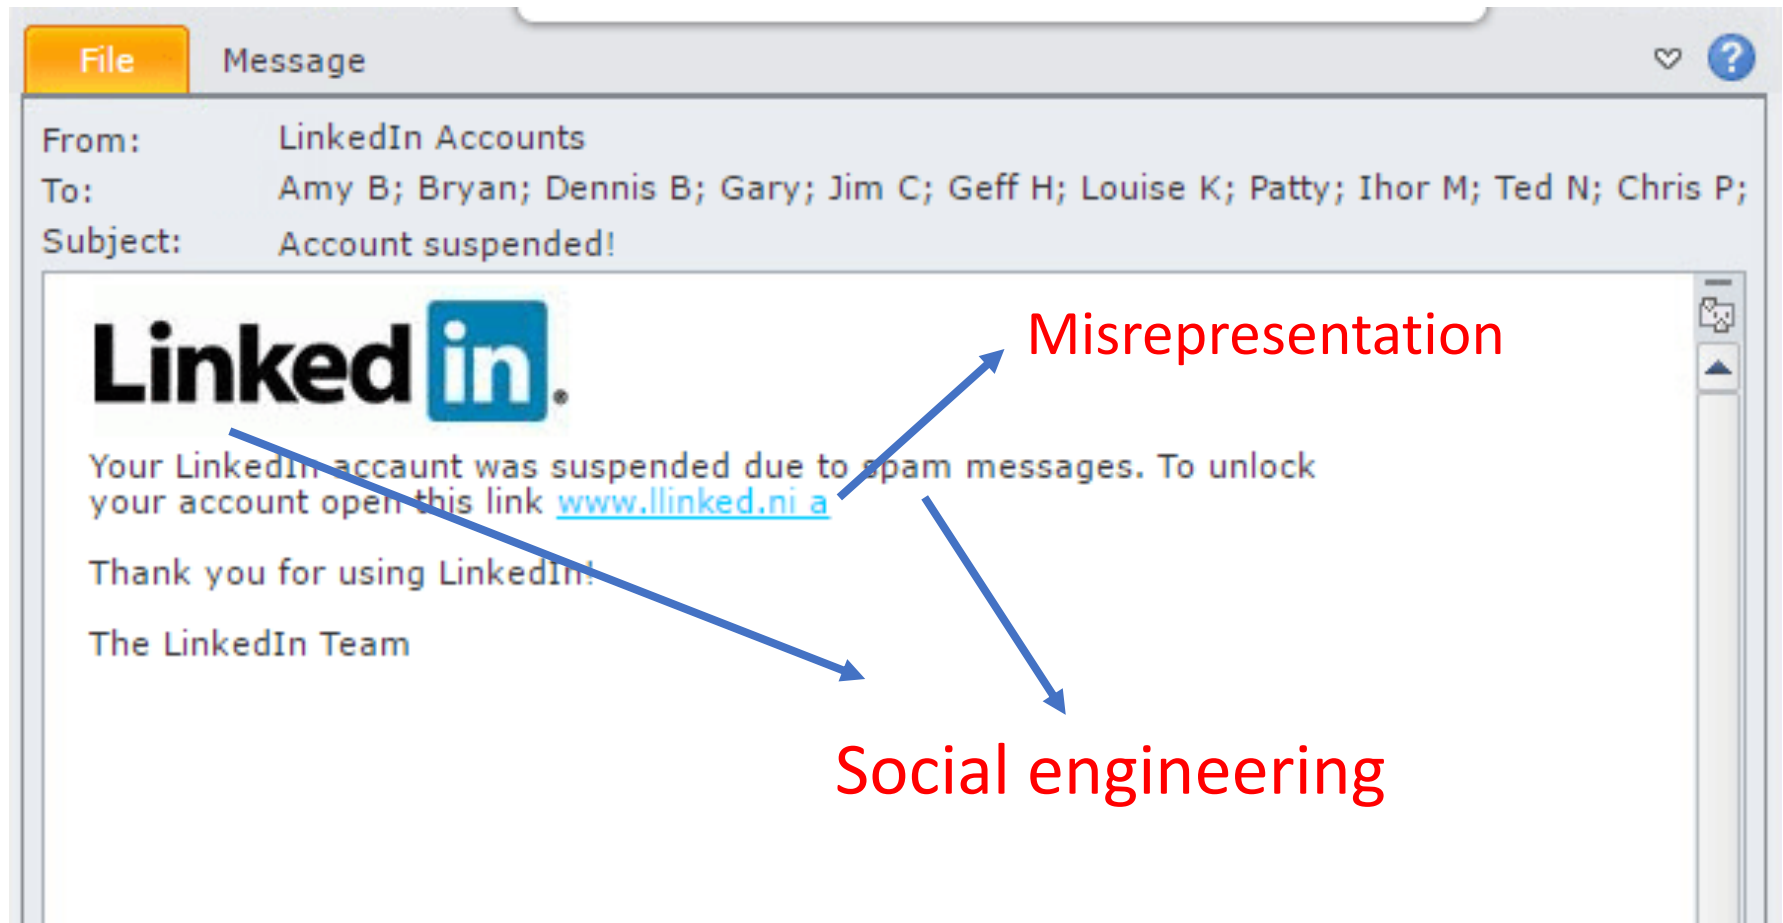 File Message
From: LinkedIn Accounts
To: Amy B; Bryan; Dennis B; Gary; Jim C; Geff H; Louise K; Patty; Ihor M; Ted N; Chris P;
Subject: Account suspended!
Linked in.
Misrepresentation
Your LinkedIn accaunt was suspended due to spam messages. To unlock
your account open this link www.llinked.ni a
Thank you for using LinkedIn!
The LinkedIn Team
Social engineering